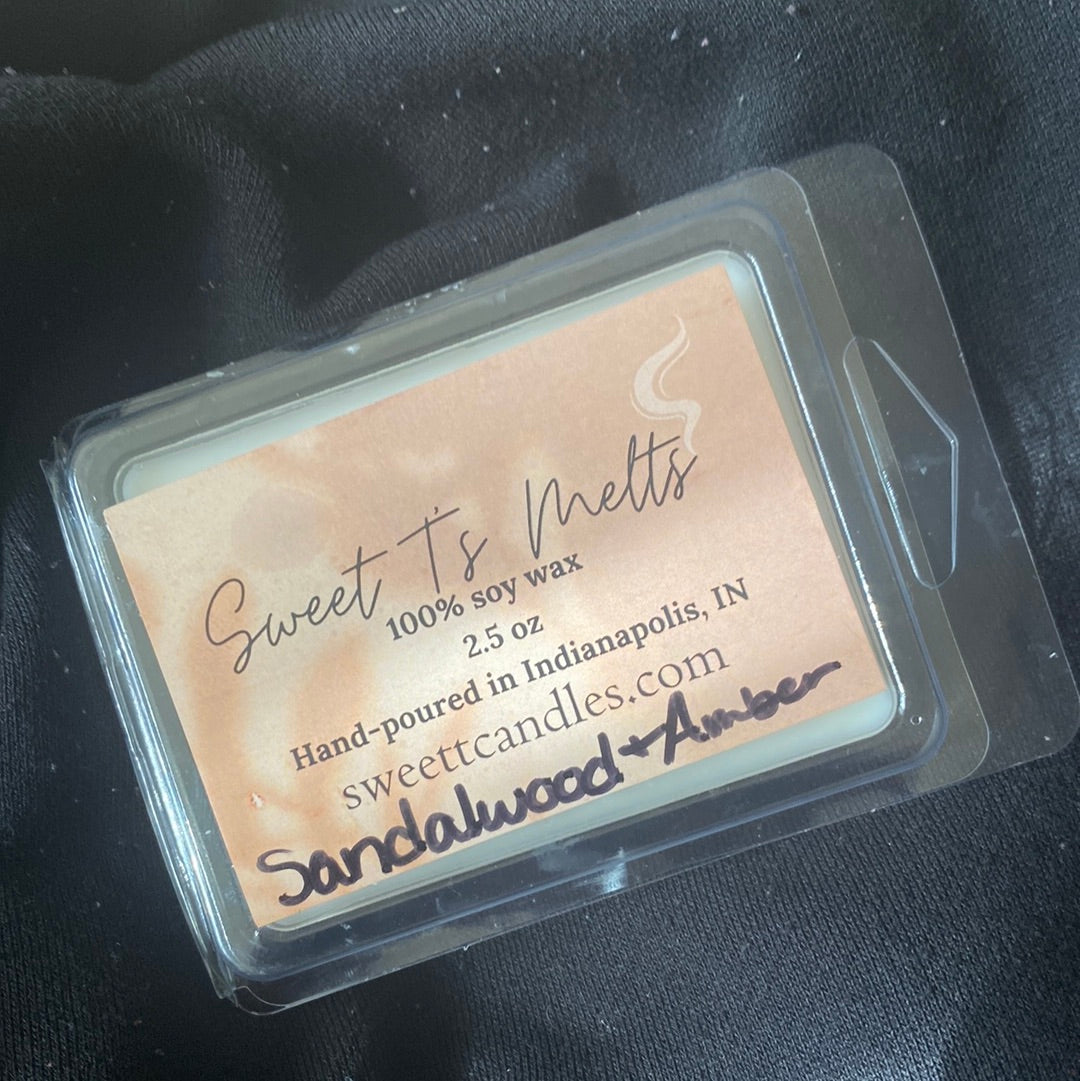 Sweet T's Melts
100% soy wax
2.5 oz
Hand-poured in Indianapolis, IN
sweettcandles.com
Sandalwood + Amber